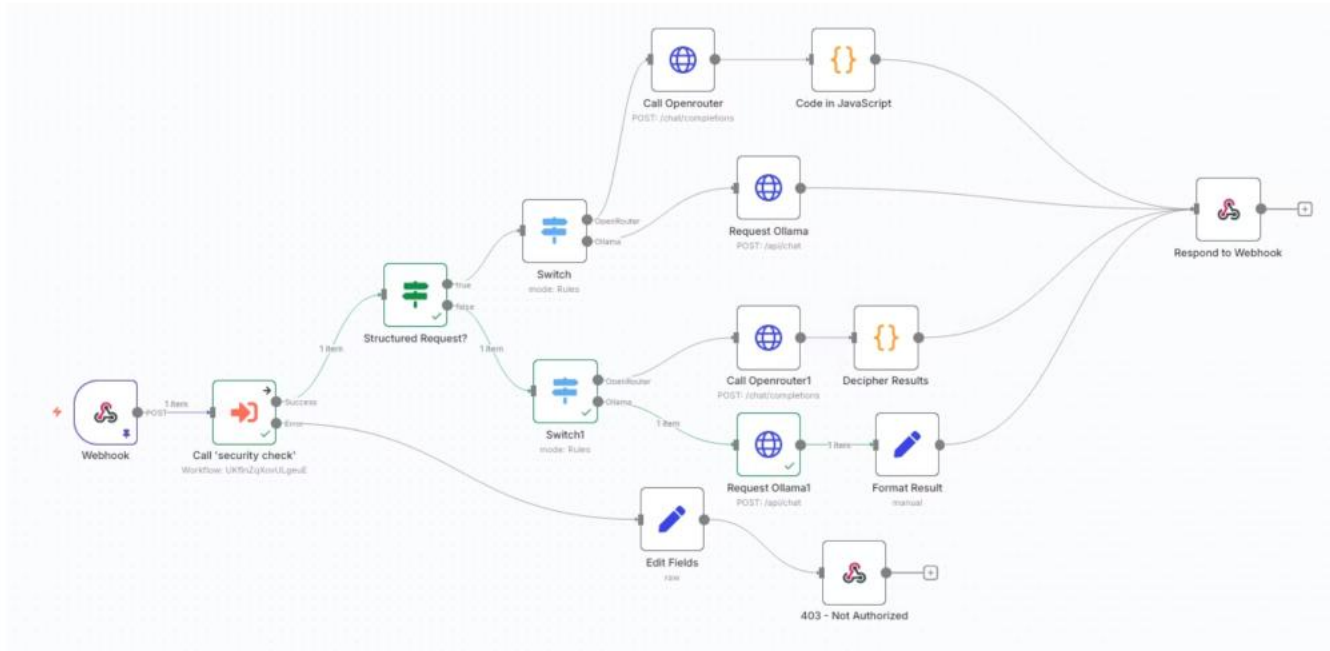 Call Openrouter
POST: /chat/completions
Code in JavaScript
Request Ollama
POST: /api/chat
Respond to Webhook
OpenRouter
Ollama
Switch
mode: Rules
true
false
Structured Request?
1 item
1 item
Call Openrouter1
POST: /chat/completions
Decipher Results
OpenRouter
Ollama
Switch1
mode: Rules
1 item
Request Ollama1
POST: /api/chat
1 item
Format Result
manual
Webhook
POST
1 item
Success
Error
Call 'security check'
Workflow:
Edit Fields
raw
403 - Not Authorized